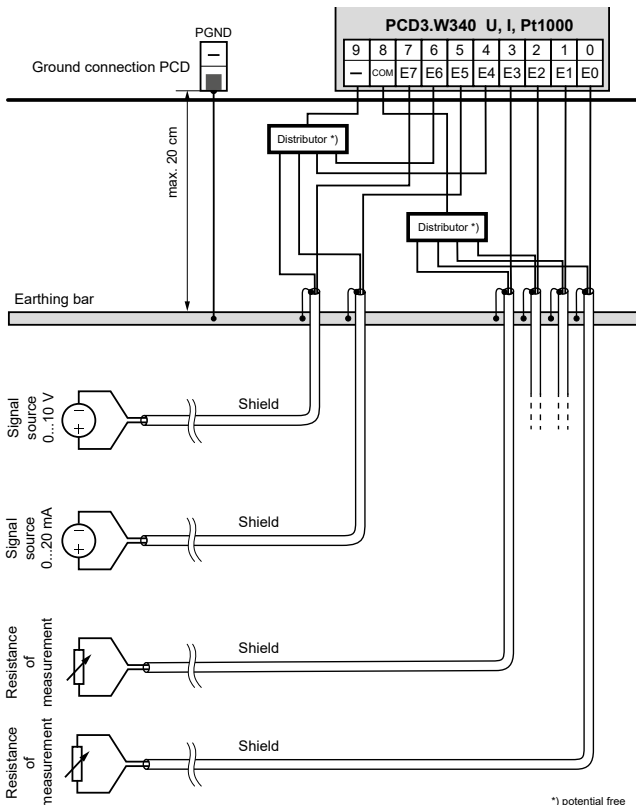 PGND
–
Ground connection PCD
PCD3.W340 U, I, Pt1000
9 8 7 6 5 4 3 2 1 0
– COM E7 E6 E5 E4 E3 E2 E1 E0
Distributor *)
max. 20 cm
Distributor *)
Earthing bar
Signal
source
0...10 V
–
+
Shield
Signal
source
0...20 mA
–
+
Shield
Resistance
of
measurement
Shield
Resistance
of
measurement
Shield
*) potential free